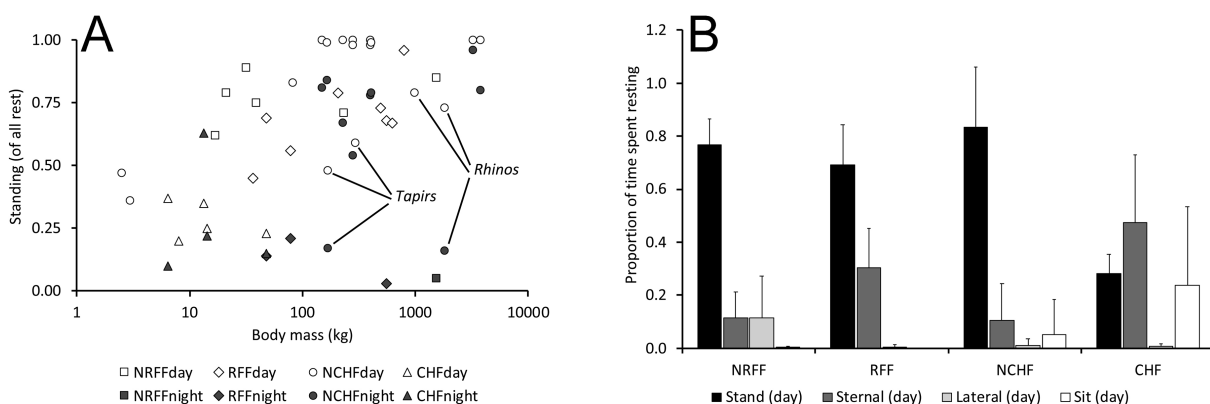 A
1.00
0.75
0.50
0.25
0.00
Standing (of all rest)
Rhinos
Tapirs
1 10 100 1000 10000
Body mass (kg)
NRFFday RFFday NCHFday CHFday
NRFFnight RFFnight NCHFnight CHFnight
B
1.2
1.0
0.8
0.6
0.4
0.2
0.0
Proportion of time spent resting
NRFF RFF NCHF CHF
Stand (day) Sternal (day) Lateral (day) Sit (day)